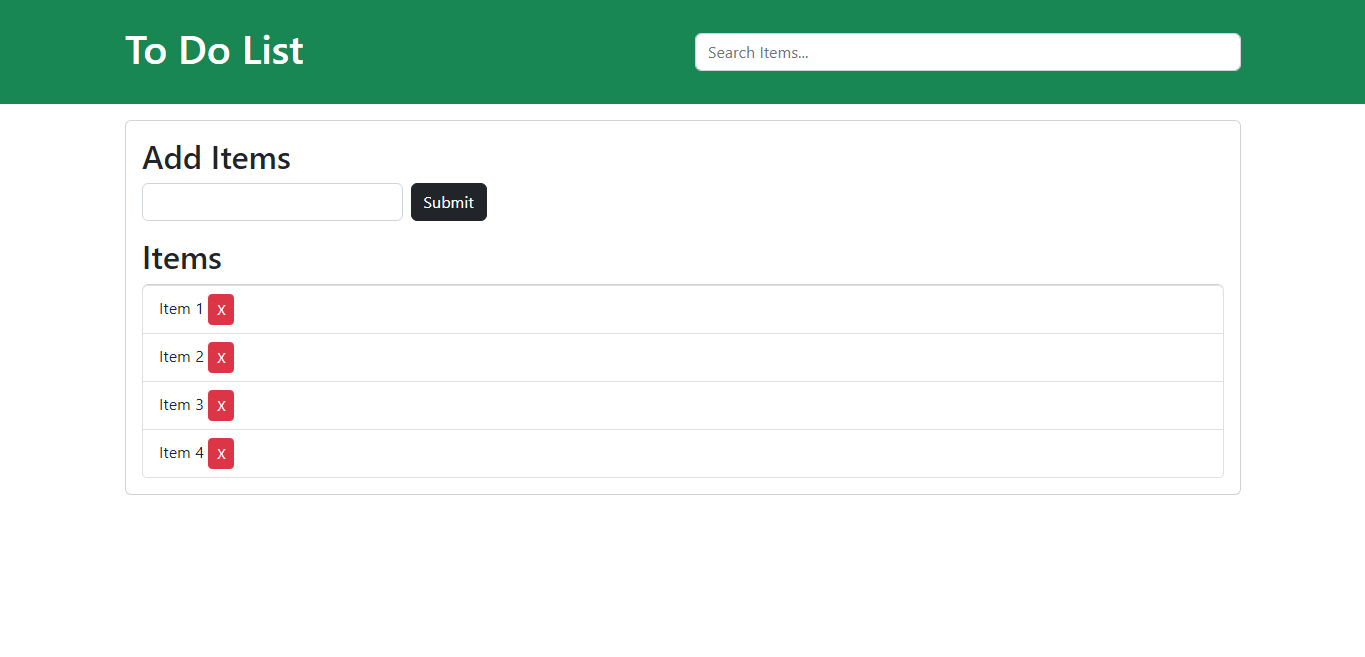 To Do List
Search Items...
Add Items
Submit
Items
Item 1 X
Item 2 X
Item 3 X
Item 4 X